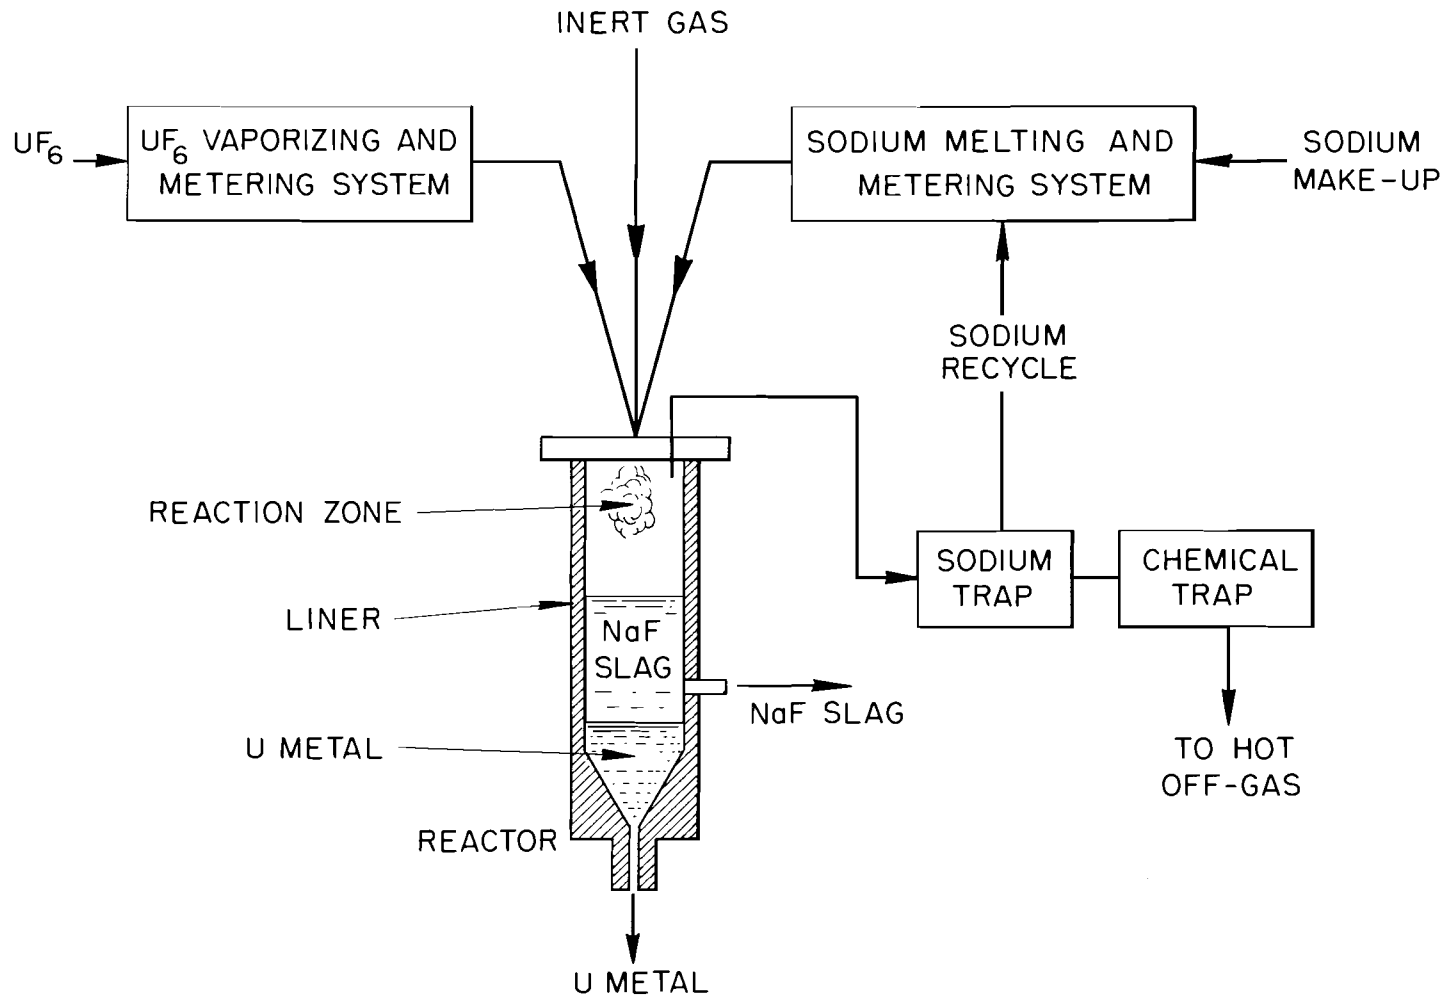 INERT GAS
UF6
UF6 VAPORIZING AND
METERING SYSTEM
SODIUM MELTING AND
METERING SYSTEM
SODIUM
MAKE-UP
SODIUM
RECYCLE
REACTION ZONE
SODIUM
TRAP
CHEMICAL
TRAP
LINER
NaF
SLAG
NaF SLAG
U METAL
TO HOT
OFF-GAS
REACTOR
U METAL